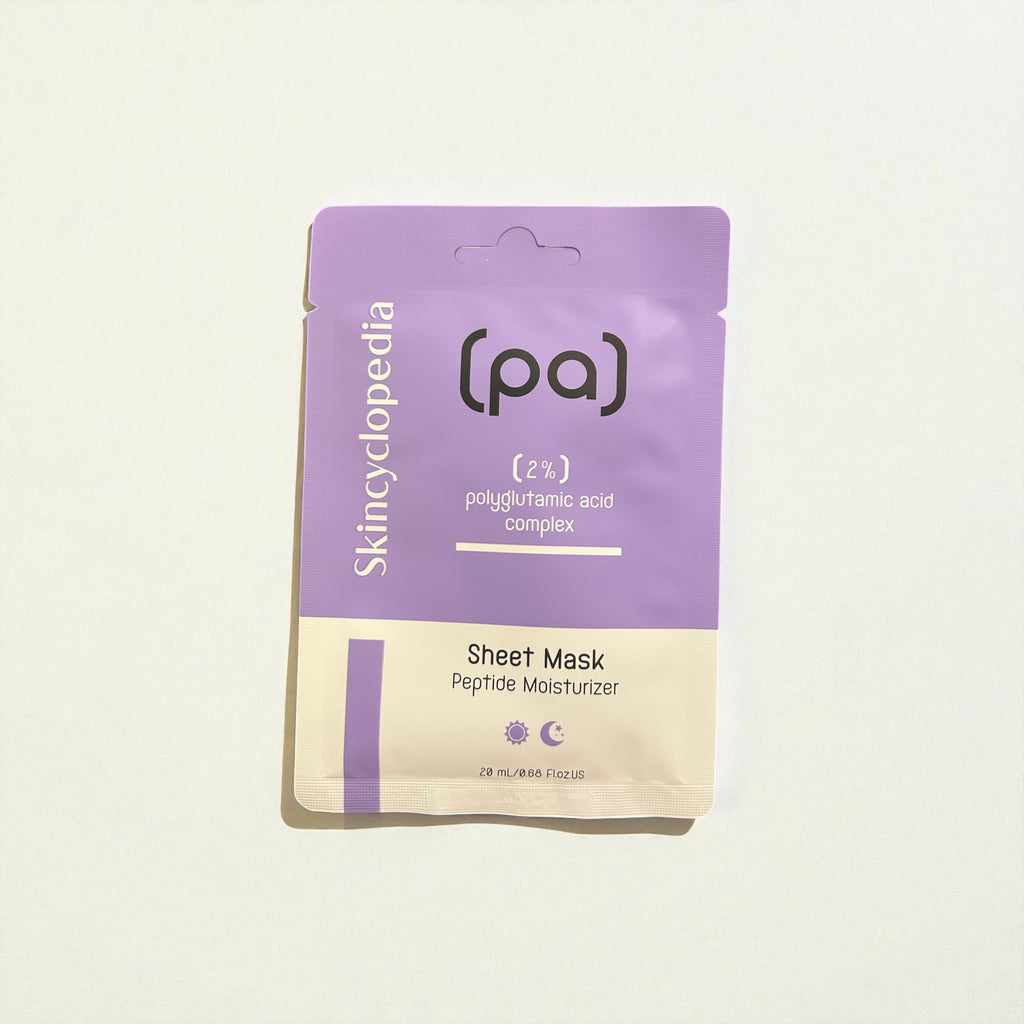 Skincyclopedia
(pa)
(2%)
polyglutamic acid
complex
Sheet Mask
Peptide Moisturizer
20 mL/0.68 Fl.oz.US